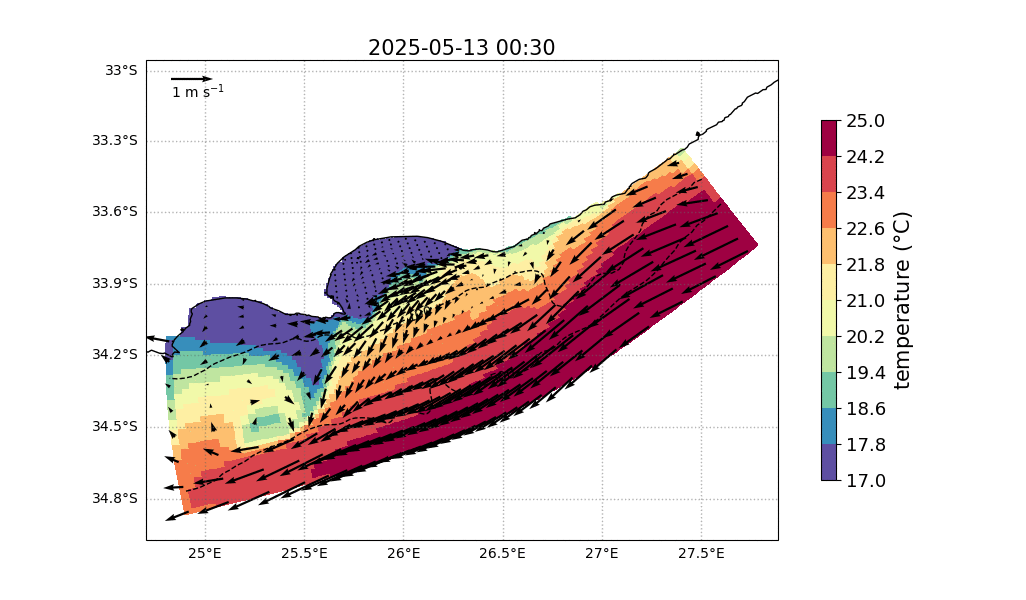 2025-05-13 00:30
1 m s⁻¹
33°S
33.3°S
33.6°S
33.9°S
34.2°S
34.5°S
34.8°S
25°E
25.5°E
26°E
26.5°E
27°E
27.5°E
25.0
24.2
23.4
22.6
21.8
21.0
20.2
19.4
18.6
17.8
17.0
temperature (°C)